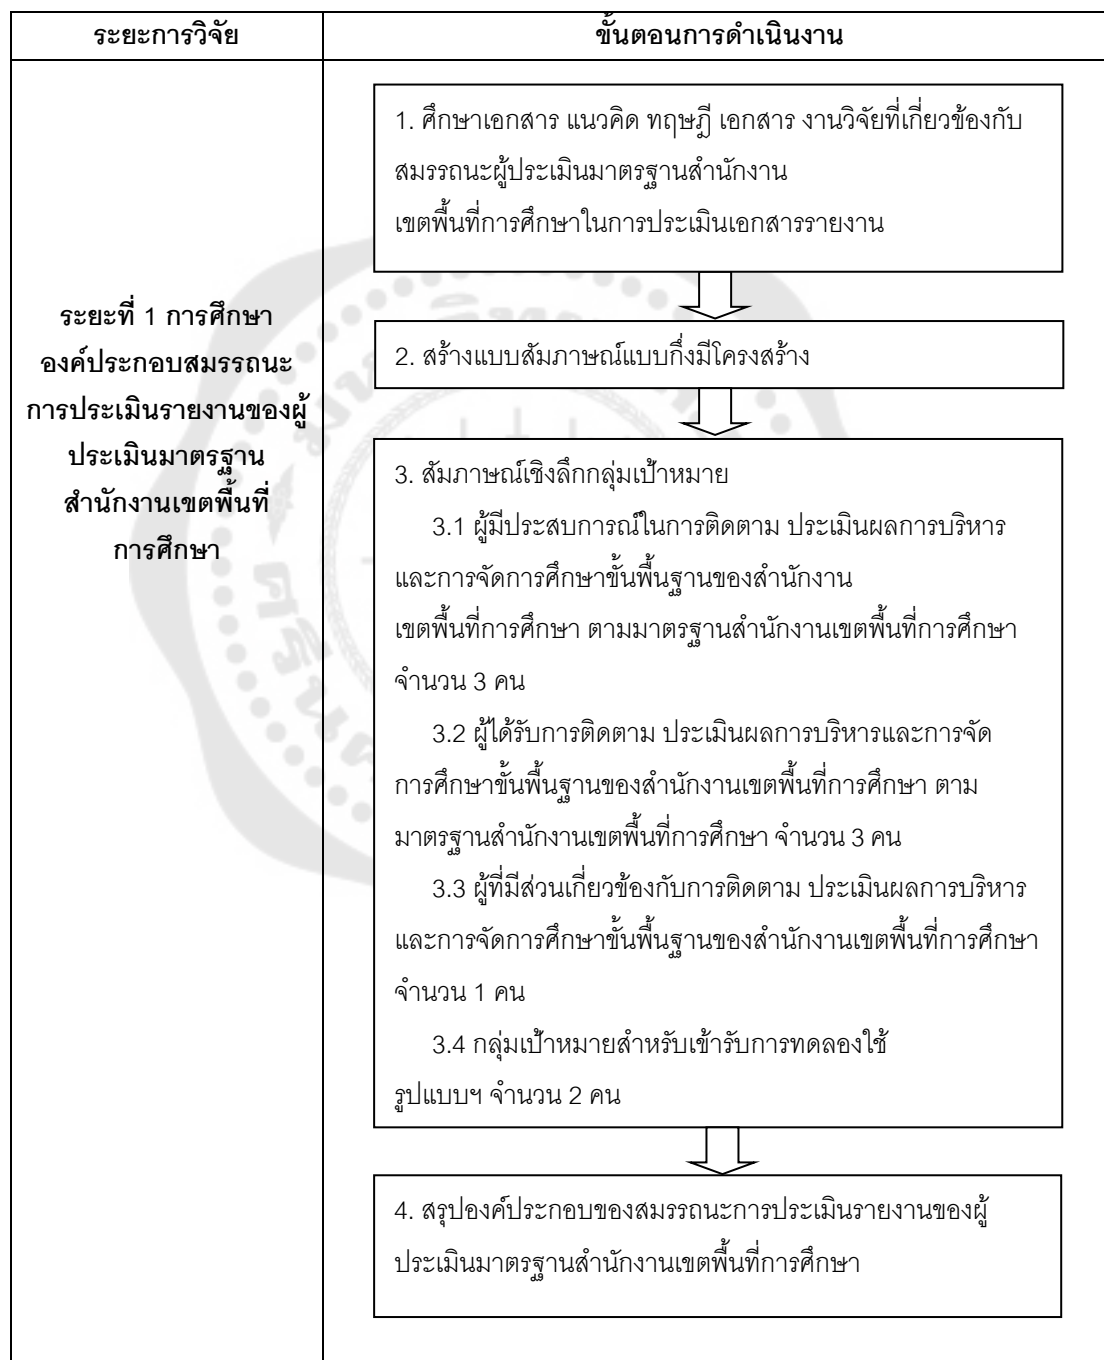 ระยะการวิจัย
ขั้นตอนการดำเนินงาน
ระยะที่ 1 การศึกษา
องค์ประกอบสมรรถนะ
การประเมินรายงานของผู้
ประเมินมาตรฐาน
สำนักงานเขตพื้นที่
การศึกษา
1. ศึกษาเอกสาร แนวคิด ทฤษฎี เอกสาร งานวิจัยที่เกี่ยวข้องกับ
สมรรถนะผู้ประเมินมาตรฐานสำนักงาน
เขตพื้นที่การศึกษาในการประเมินเอกสารรายงาน
2. สร้างแบบสัมภาษณ์แบบกึ่งมีโครงสร้าง
3. สัมภาษณ์เชิงลึกกลุ่มเป้าหมาย
3.1 ผู้มีประสบการณ์ในการติดตาม ประเมินผลการบริหาร
และการจัดการศึกษาขั้นพื้นฐานของสำนักงาน
เขตพื้นที่การศึกษา ตามมาตรฐานสำนักงานเขตพื้นที่การศึกษา
จำนวน 3 คน
3.2 ผู้ได้รับการติดตาม ประเมินผลการบริหารและการจัด
การศึกษาขั้นพื้นฐานของสำนักงานเขตพื้นที่การศึกษา ตาม
มาตรฐานสำนักงานเขตพื้นที่การศึกษา จำนวน 3 คน
3.3 ผู้ที่มีส่วนเกี่ยวข้องกับการติดตาม ประเมินผลการบริหาร
และการจัดการศึกษาขั้นพื้นฐานของสำนักงานเขตพื้นที่การศึกษา
จำนวน 1 คน
3.4 กลุ่มเป้าหมายสำหรับเข้ารับการทดลองใช้
รูปแบบฯ จำนวน 2 คน
4. สรุปองค์ประกอบของสมรรถนะการประเมินรายงานของผู้
ประเมินมาตรฐานสำนักงานเขตพื้นที่การศึกษา